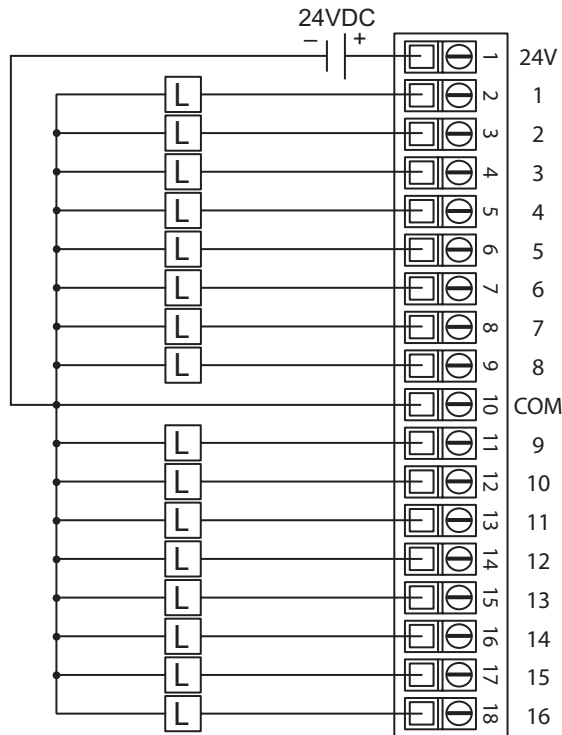 24VDC
− +
1 24V
L 2 1
L 3 2
L 4 3
L 5 4
L 6 5
L 7 6
L 8 7
L 9 8
10 COM
L 11 9
L 12 10
L 13 11
L 14 12
L 15 13
L 16 14
L 17 15
L 18 16